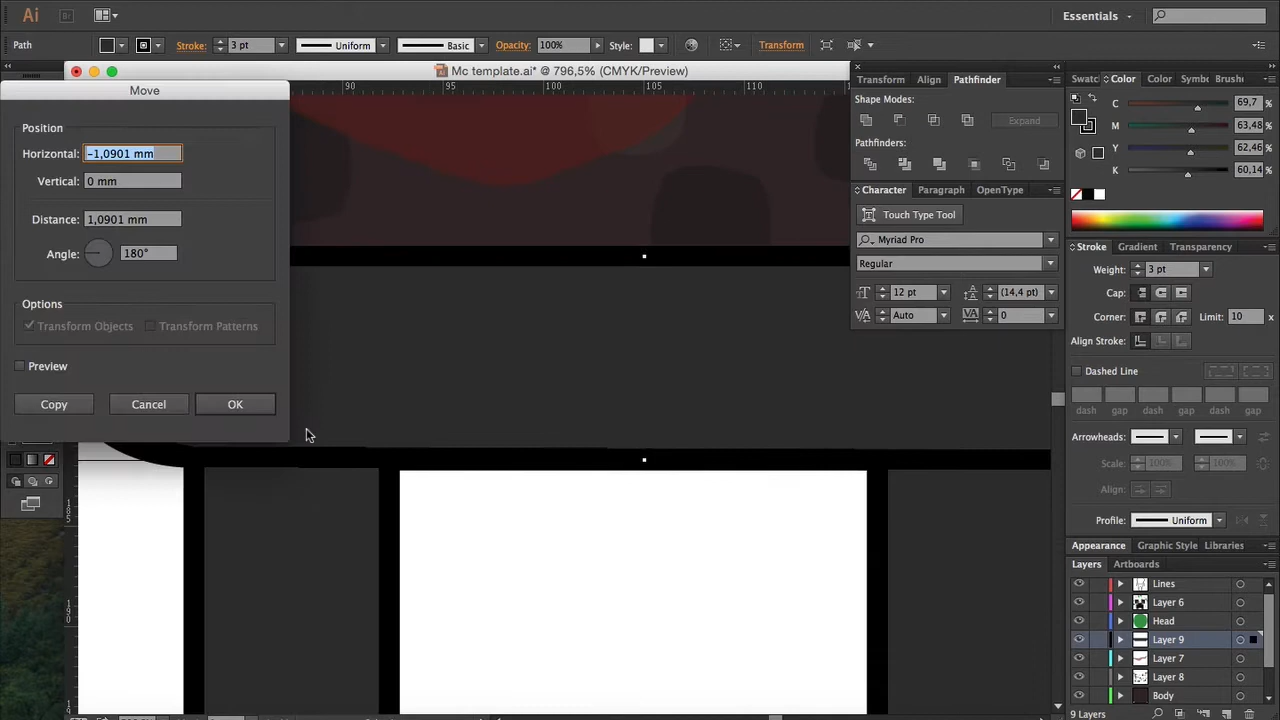 Ai Br Essentials
Path Stroke: 3 pt Uniform Basic Opacity: 100% Style: Transform
Mc template.ai* @ 796,5% (CMYK/Preview)
Move
Position
Horizontal: -1,0901 mm
Vertical: 0 mm
Distance: 1,0901 mm
Angle: 180°
Options
Transform Objects Transform Patterns
Preview
Copy Cancel OK
90 95 100 105 110
Transform Align Pathfinder
Shape Modes:
Expand
Pathfinders:
Character Paragraph OpenType
Touch Type Tool
Myriad Pro
Regular
12 pt (14,4 pt)
Auto 0
Swatc Color Color Symb Brush
C 69,7 %
M 63,48 %
Y 62,46 %
K 60,14 %
Stroke Gradient Transparency
Weight: 3 pt
Cap:
Corner: Limit: 10 x
Align Stroke:
Dashed Line
dash gap dash gap dash gap
Arrowheads:
Scale: 100% 100%
Align:
Profile: Uniform
Appearance Graphic Style Libraries
Layers Artboards
Lines
Layer 6
Head
Layer 9
Layer 7
Layer 8
Body
9 Layers